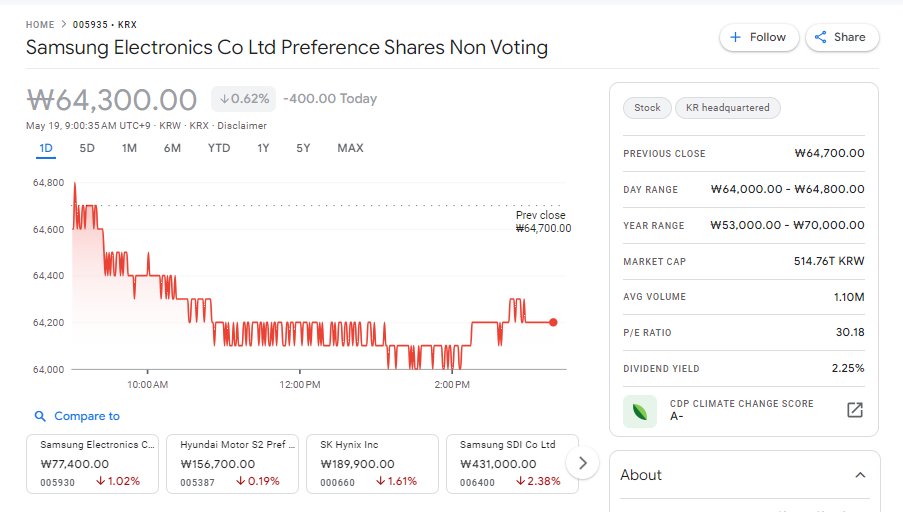 HOME > 005935 • KRX
Samsung Electronics Co Ltd Preference Shares Non Voting
+ Follow
Share
₩64,300.00 ↓0.62% -400.00 Today
May 19, 9:00:35 AM UTC+9 · KRW · KRX · Disclaimer
1D 5D 1M 6M YTD 1Y 5Y MAX
64,800
64,600
64,400
64,200
64,000
Prev close
₩64,700.00
10:00 AM 12:00 PM 2:00 PM
Compare to
Samsung Electronics C...
₩77,400.00
005930 ↓1.02%
Hyundai Motor S2 Pref ...
₩156,700.00
005387 ↓0.19%
SK Hynix Inc
₩189,900.00
000660 ↓1.61%
Samsung SDI Co Ltd
₩431,000.00
006400 ↓2.38%
Stock KR headquartered
PREVIOUS CLOSE ₩64,700.00
DAY RANGE ₩64,000.00 - ₩64,800.00
YEAR RANGE ₩53,000.00 - ₩70,000.00
MARKET CAP 514.76T KRW
AVG VOLUME 1.10M
P/E RATIO 30.18
DIVIDEND YIELD 2.25%
CDP CLIMATE CHANGE SCORE
A-
About